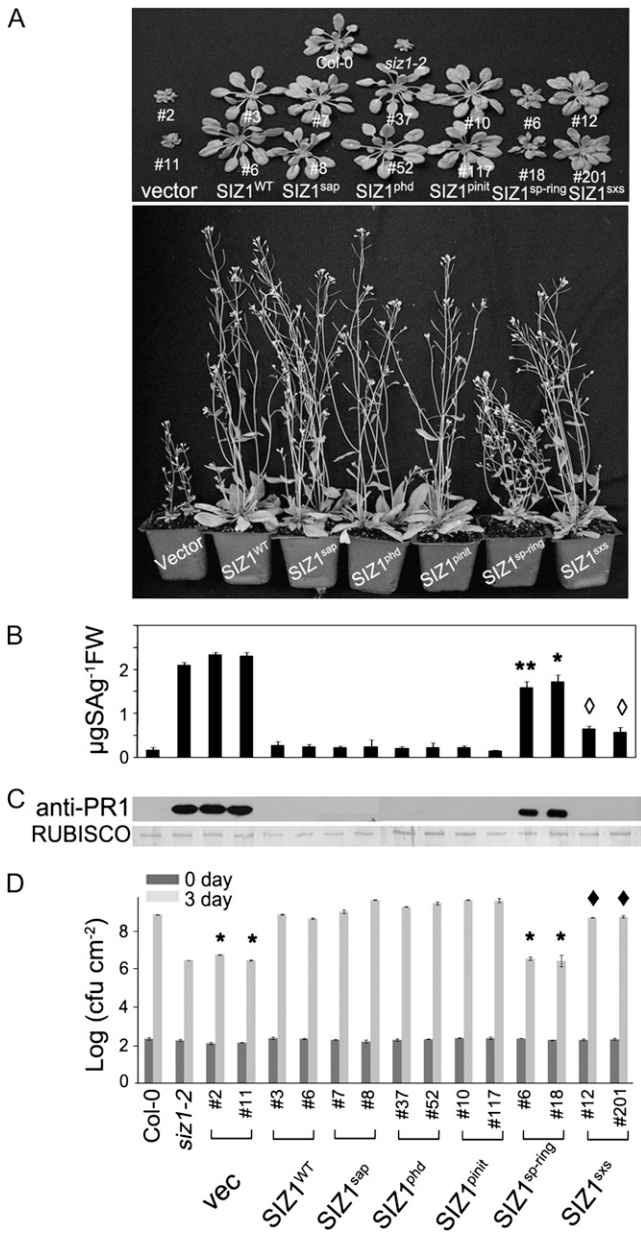 A
Col-0 siz1-2
#2 #3 #7 #37 #10 #6 #12
#11 #6 #8 #52 #117 #18 #201
vector SIZ1WT SIZ1sap SIZ1phd SIZ1pinit SIZ1sp-ring SIZ1sxs
Vector SIZ1WT SIZ1sap SIZ1phd SIZ1pinit SIZ1sp-ring SIZ1sxs
B
µgSAg-1FW
2
1
0
** * ◊ ◊
C
anti-PR1
RUBISCO
D
0 day
3 day
Log (cfu cm-2)
8
6
4
2
0
* * * * ♦ ♦
Col-0 siz1-2 #2 #11 #3 #6 #7 #8 #37 #52 #10 #117 #6 #18 #12 #201
vec SIZ1WT SIZ1sap SIZ1phd SIZ1pinit SIZ1sp-ring SIZ1sxs